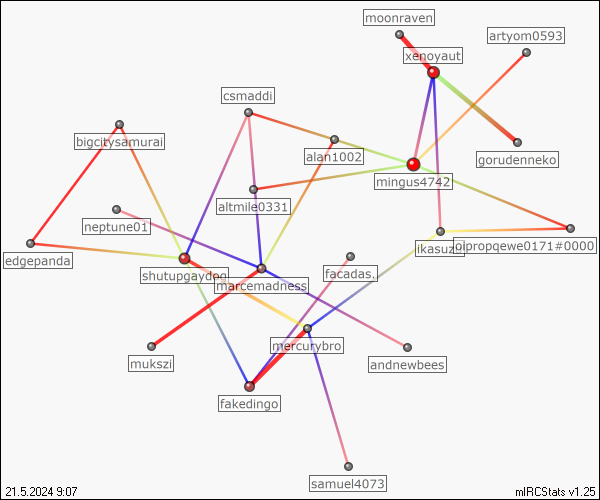 moonraven
artyom0593
xenoyaut
csmaddi
bigcitysamurai
alan1002
gorudenneko
mingus4742
altmile0331
neptune01
ikasuz
oipropqewe0171#0000
edgepanda
shutupgaydog
facadas.
marcemadness
mercurybro
mukszi
andnewbees
fakedingo
samuel4073
21.5.2024 9:07
mIRCStats v1.25